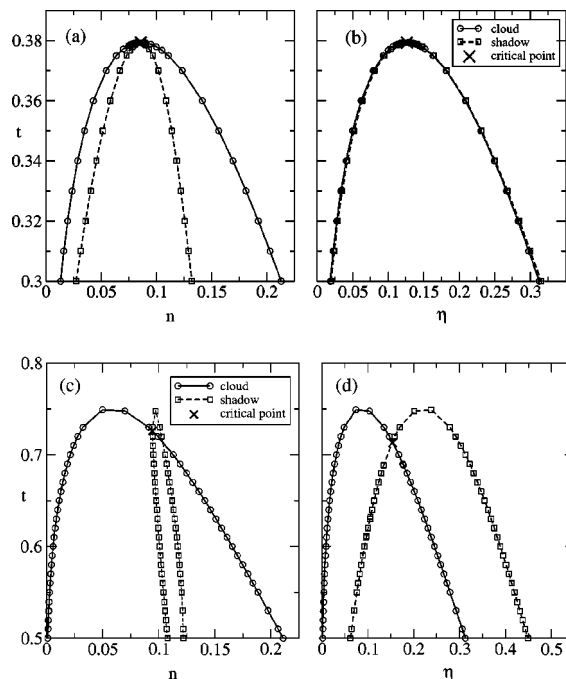 (a)
0.38
0.36
t
0.34
0.32
0.3
0 0.05 0.1 0.15 0.2
n
(b)
cloud
shadow
critical point
0 0.05 0.1 0.15 0.2 0.25 0.3
η
(c)
cloud
shadow
critical point
0.8
0.7
t
0.6
0.5
0 0.05 0.1 0.15 0.2
n
(d)
0 0.1 0.2 0.3 0.4 0.5
η